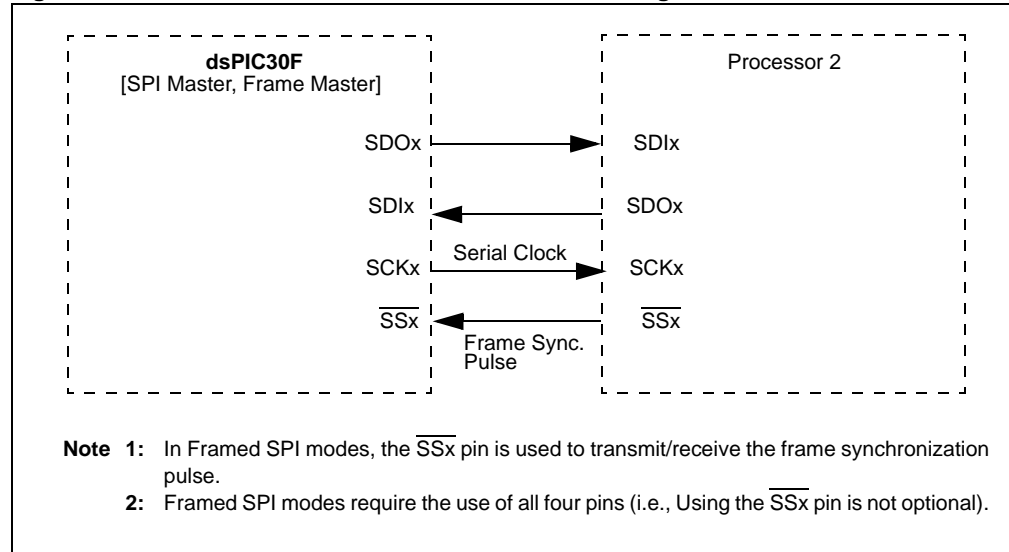 dsPIC30F
[SPI Master, Frame Master]
Processor 2
SDOx
SDIx
SDIx
SDOx
SCKx
Serial Clock
SCKx
SSx
Frame Sync.
Pulse
SSx
Note 1: In Framed SPI modes, the SSx pin is used to transmit/receive the frame synchronization
pulse.
2: Framed SPI modes require the use of all four pins (i.e., Using the SSx pin is not optional).